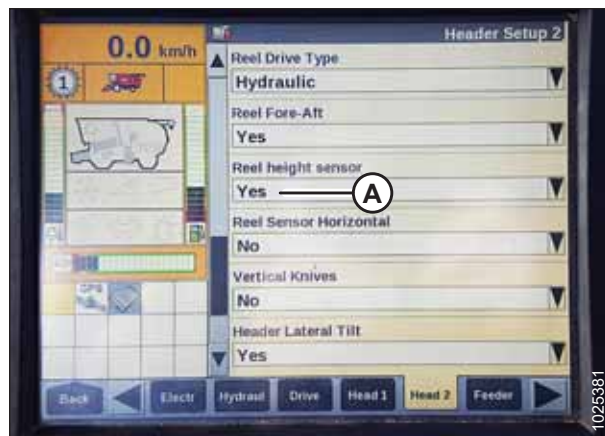 0.0 km/h
Header Setup 2
1
Reel Drive Type
Hydraulic
Reel Fore-Aft
Yes
Reel height sensor
Yes
A
Reel Sensor Horizontal
No
Vertical Knives
No
Header Lateral Tilt
Yes
Back
Electr
Hydraul
Drive
Head 1
Head 2
Feeder
1025381